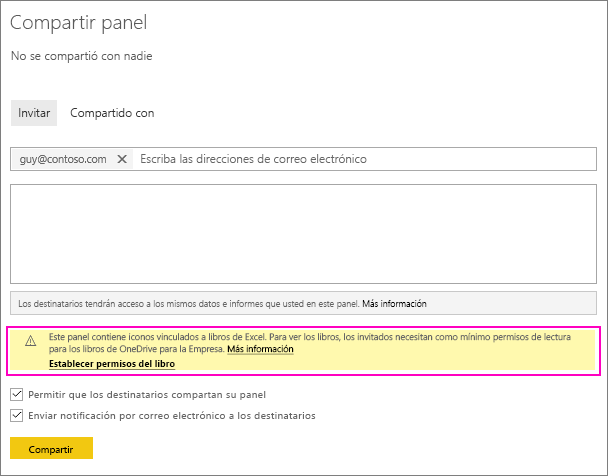 Compartir panel
No se compartió con nadie
Invitar Compartido con
guy@contoso.com Escriba las direcciones de correo electrónico
Los destinatarios tendrán acceso a los mismos datos e informes que usted en este panel. Más información
Este panel contiene iconos vinculados a libros de Excel. Para ver los libros, los invitados necesitan como mínimo permisos de lectura
para los libros de OneDrive para la Empresa. Más información
Establecer permisos del libro
Permitir que los destinatarios compartan su panel
Enviar notificación por correo electrónico a los destinatarios
Compartir